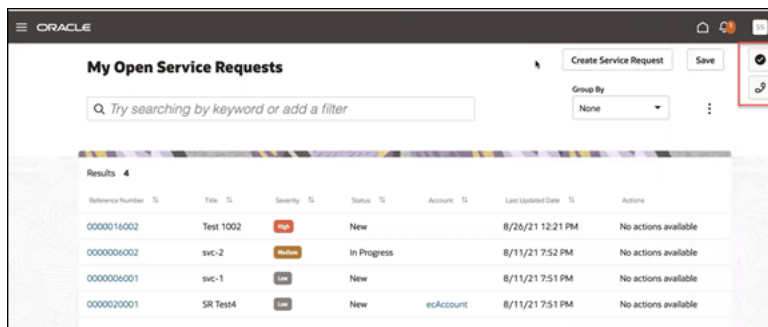 ORACLE
SS
My Open Service Requests
Create Service Request
Save
Group By
None
Try searching by keyword or add a filter
Results 4
Reference Number Title Severity Status Account Last Updated Date Actions
0000016002 Test 1002 High New 8/26/21 12:21 PM No actions available
0000006002 svc-2 Medium In Progress 8/11/21 7:52 PM No actions available
0000006001 svc-1 Low New 8/11/21 7:51 PM No actions available
0000020001 SR Test4 Low New ecAccount 8/11/21 7:51 PM No actions available